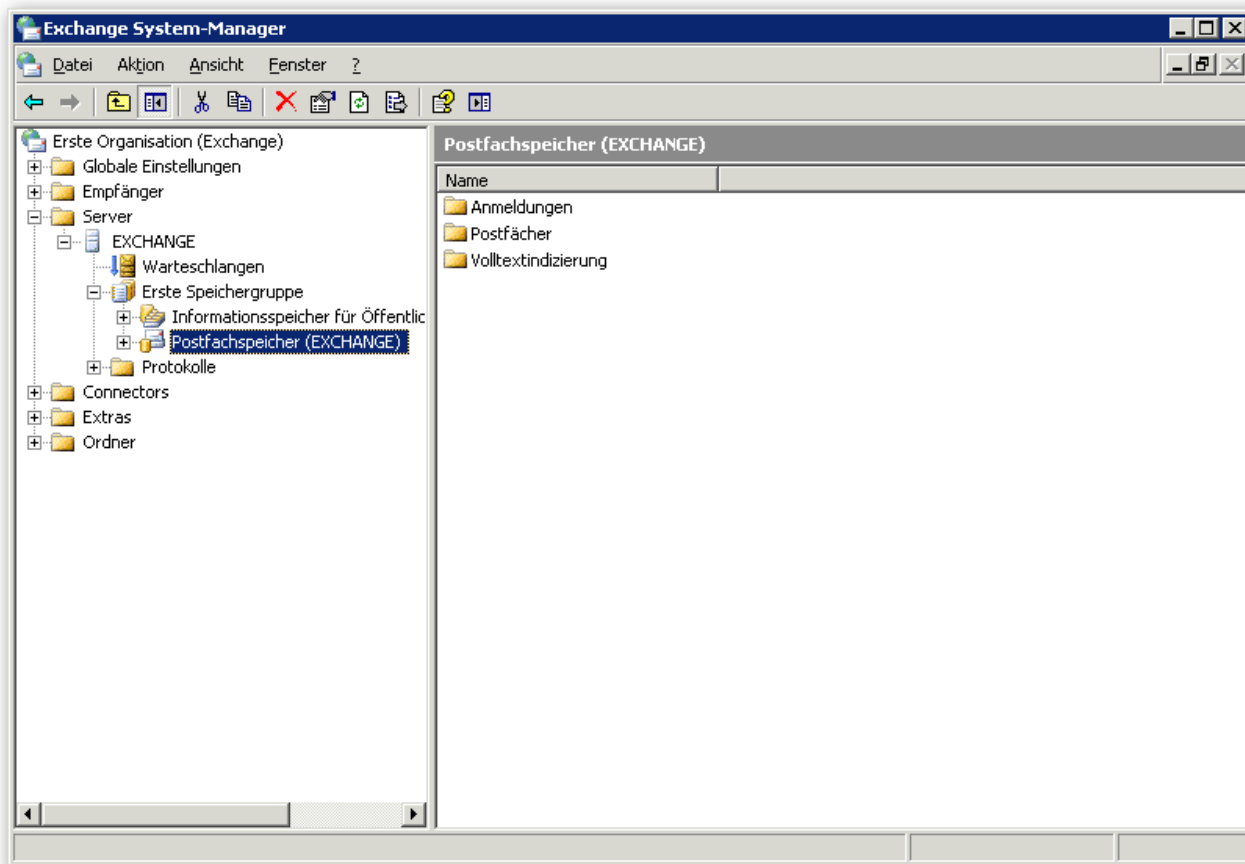 Exchange System-Manager
Datei Aktion Ansicht Fenster ?
Erste Organisation (Exchange)
Globale Einstellungen
Empfänger
Server
EXCHANGE
Warteschlangen
Erste Speichergruppe
Informationsspeicher für Öffentlic
Postfachspeicher (EXCHANGE)
Protokolle
Connectors
Extras
Ordner
Postfachspeicher (EXCHANGE)
Name
Anmeldungen
Postfächer
Volltextindizierung